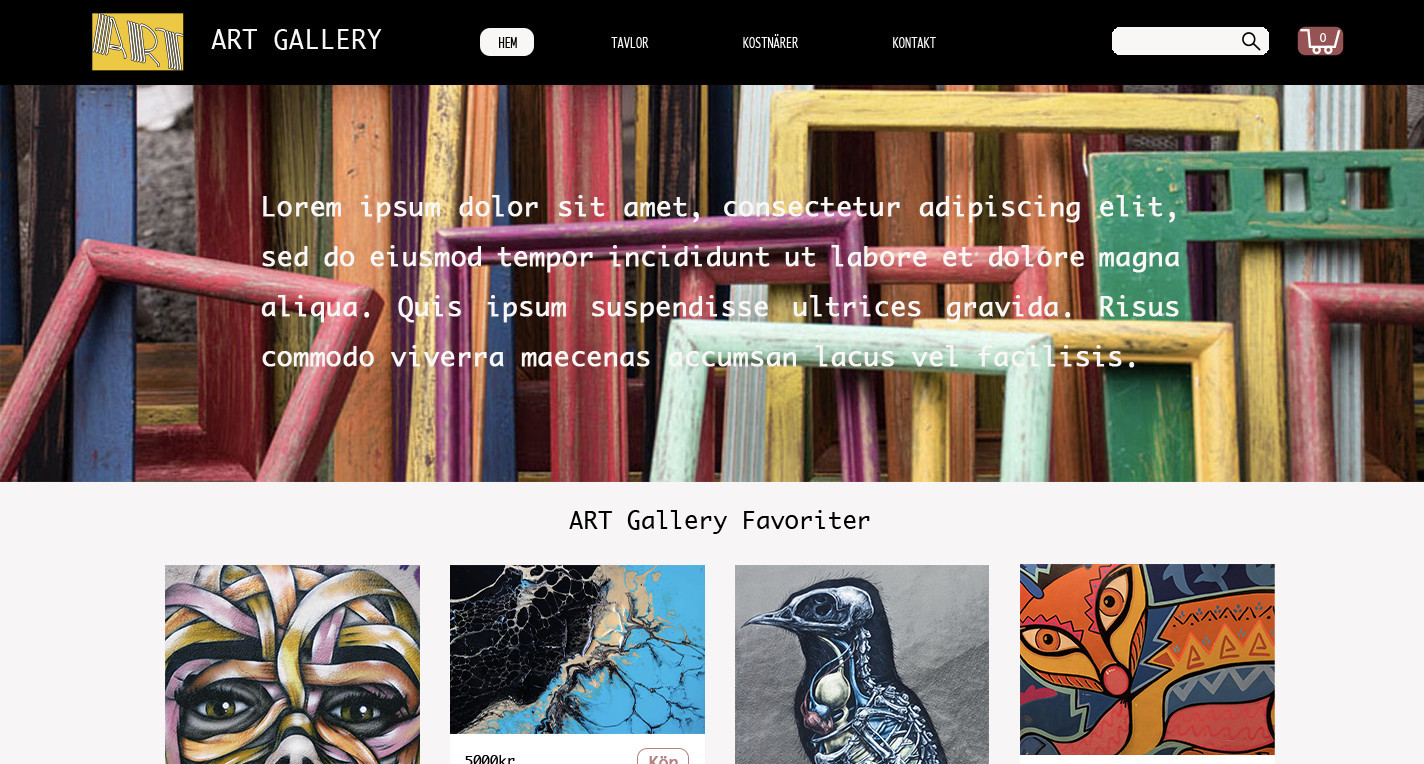 ART
ART GALLERY
HEM
TAVLOR
KOSTNÄRER
KONTAKT
0
Lorem ipsum dolor sit amet, consectetur adipiscing elit,
sed do eiusmod tempor incididunt ut labore et dolore magna
aliqua. Quis ipsum suspendisse ultrices gravida. Risus
commodo viverra maecenas accumsan lacus vel facilisis.
ART Gallery Favoriter
5000kr
Köp